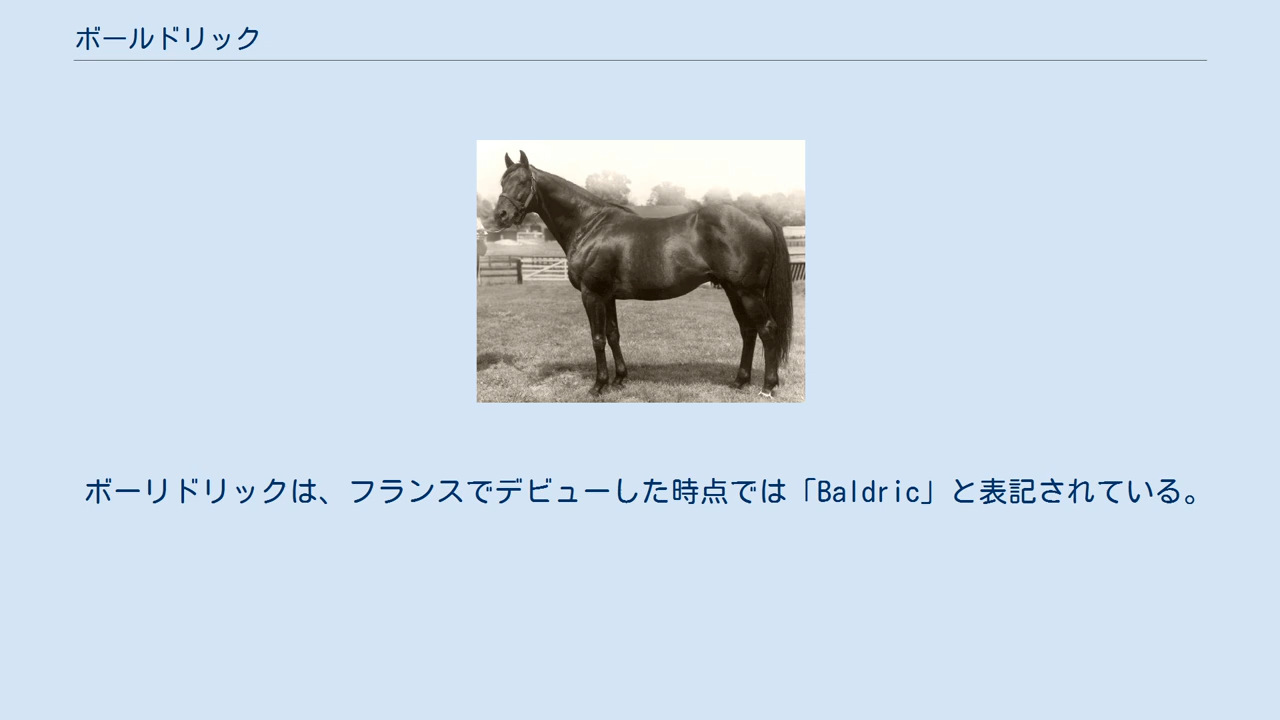 ボールドリック
ボーリドリックは、フランスでデビューした時点では「Baldric」と表記されている。